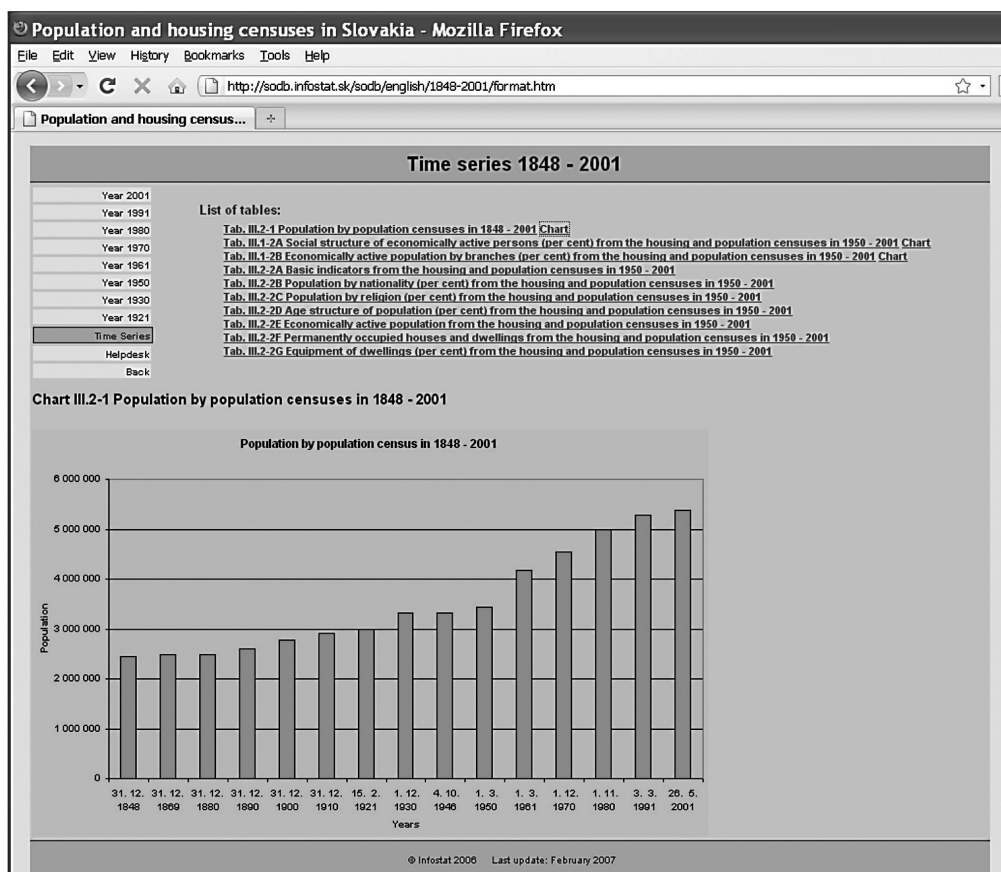 Population and housing censuses in Slovakia - Mozilla Firefox
File Edit View History Bookmarks Tools Help
http://sodb.infostat.sk/sodb/english/1848-2001/format.htm
Population and housing census...
Time series 1848 - 2001
Year 2001
Year 1991
Year 1980
Year 1970
Year 1961
Year 1950
Year 1930
Year 1921
Time Series
Helpdesk
Back
List of tables:
Tab. III.2-1 Population by population censuses in 1848 - 2001 Chart
Tab. III.1-2A Social structure of economically active persons (per cent) from the housing and population censuses in 1950 - 2001 Chart
Tab. III.1-2B Economically active population by branches (per cent) from the housing and population censuses in 1950 - 2001 Chart
Tab. III.2-2A Basic indicators from the housing and population censuses in 1950 - 2001
Tab. III.2-2B Population by nationality (per cent) from the housing and population censuses in 1950 - 2001
Tab. III.2-2C Population by religion (per cent) from the housing and population censuses in 1950 - 2001
Tab. III.2-2D Age structure of population (per cent) from the housing and population censuses in 1950 - 2001
Tab. III.2-2E Economically active population from the housing and population censuses in 1950 - 2001
Tab. III.2-2F Permanently occupied houses and dwellings from the housing and population censuses in 1950 - 2001
Tab. III.2-2G Equipment of dwellings (per cent) from the housing and population censuses in 1950 - 2001
Chart III.2-1 Population by population censuses in 1848 - 2001
Population by population census in 1848 - 2001
6 000 000
5 000 000
4 000 000
3 000 000
2 000 000
1 000 000
0
Population
31. 12. 31. 12. 31. 12. 31. 12. 31. 12. 31. 12. 15. 2. 1. 12. 4. 10. 1. 3. 1. 3. 1. 12. 1. 11. 3. 3. 26. 5.
1848 1869 1880 1890 1900 1910 1921 1930 1946 1950 1961 1970 1980 1991 2001
Years
© Infostat 2006 Last update: February 2007